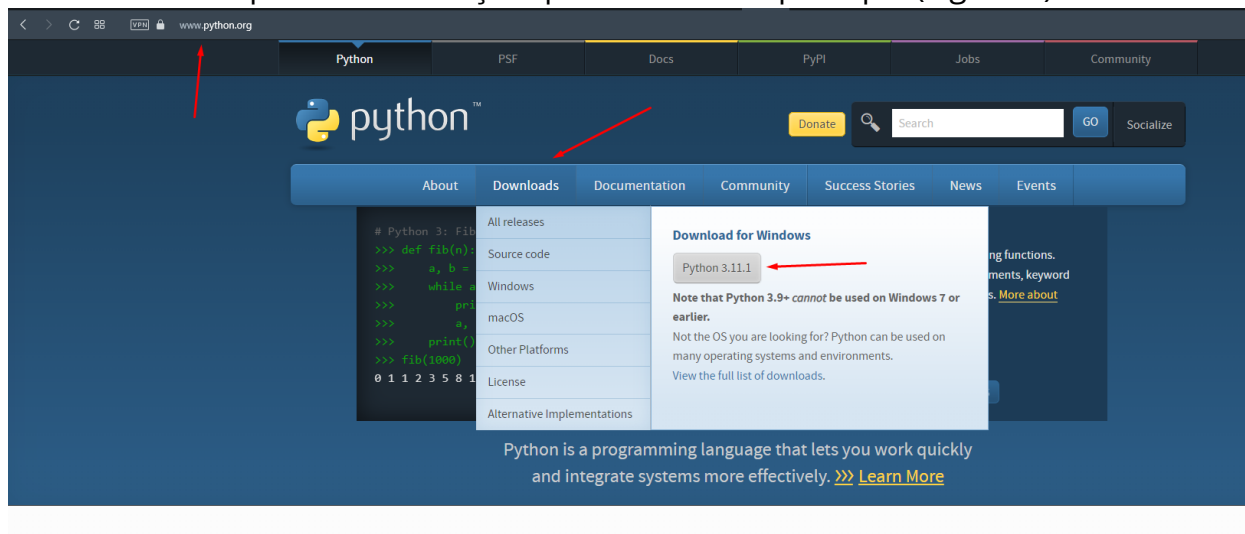 VPN www.python.org
Python PSF Docs PyPI Jobs Community
python™
Donate Search GO Socialize
About Downloads Documentation Community Success Stories News Events
# Python 3: Fib
>>> def fib(n):
>>> a, b =
>>> while a
>>> pri
>>> a,
>>> print()
>>> fib(1000)
0 1 1 2 3 5 8 1
All releases
Source code
Windows
macOS
Other Platforms
License
Alternative Implementations
Download for Windows
Python 3.11.1
Note that Python 3.9+ cannot be used on Windows 7 or
earlier.
Not the OS you are looking for? Python can be used on
many operating systems and environments.
View the full list of downloads.
ng functions.
ments, keyword
s. More about
Python is a programming language that lets you work quickly
and integrate systems more effectively. >>> Learn More